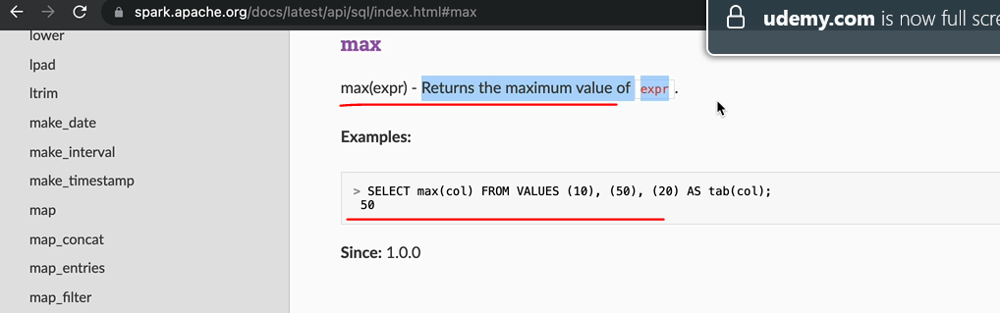 spark.apache.org/docs/latest/api/sql/index.html#max
udemy.com is now full scre
lower
lpad
ltrim
make_date
make_interval
make_timestamp
map
map_concat
map_entries
map_filter
max
max(expr) - Returns the maximum value of expr .
Examples:
> SELECT max(col) FROM VALUES (10), (50), (20) AS tab(col);
50
Since: 1.0.0